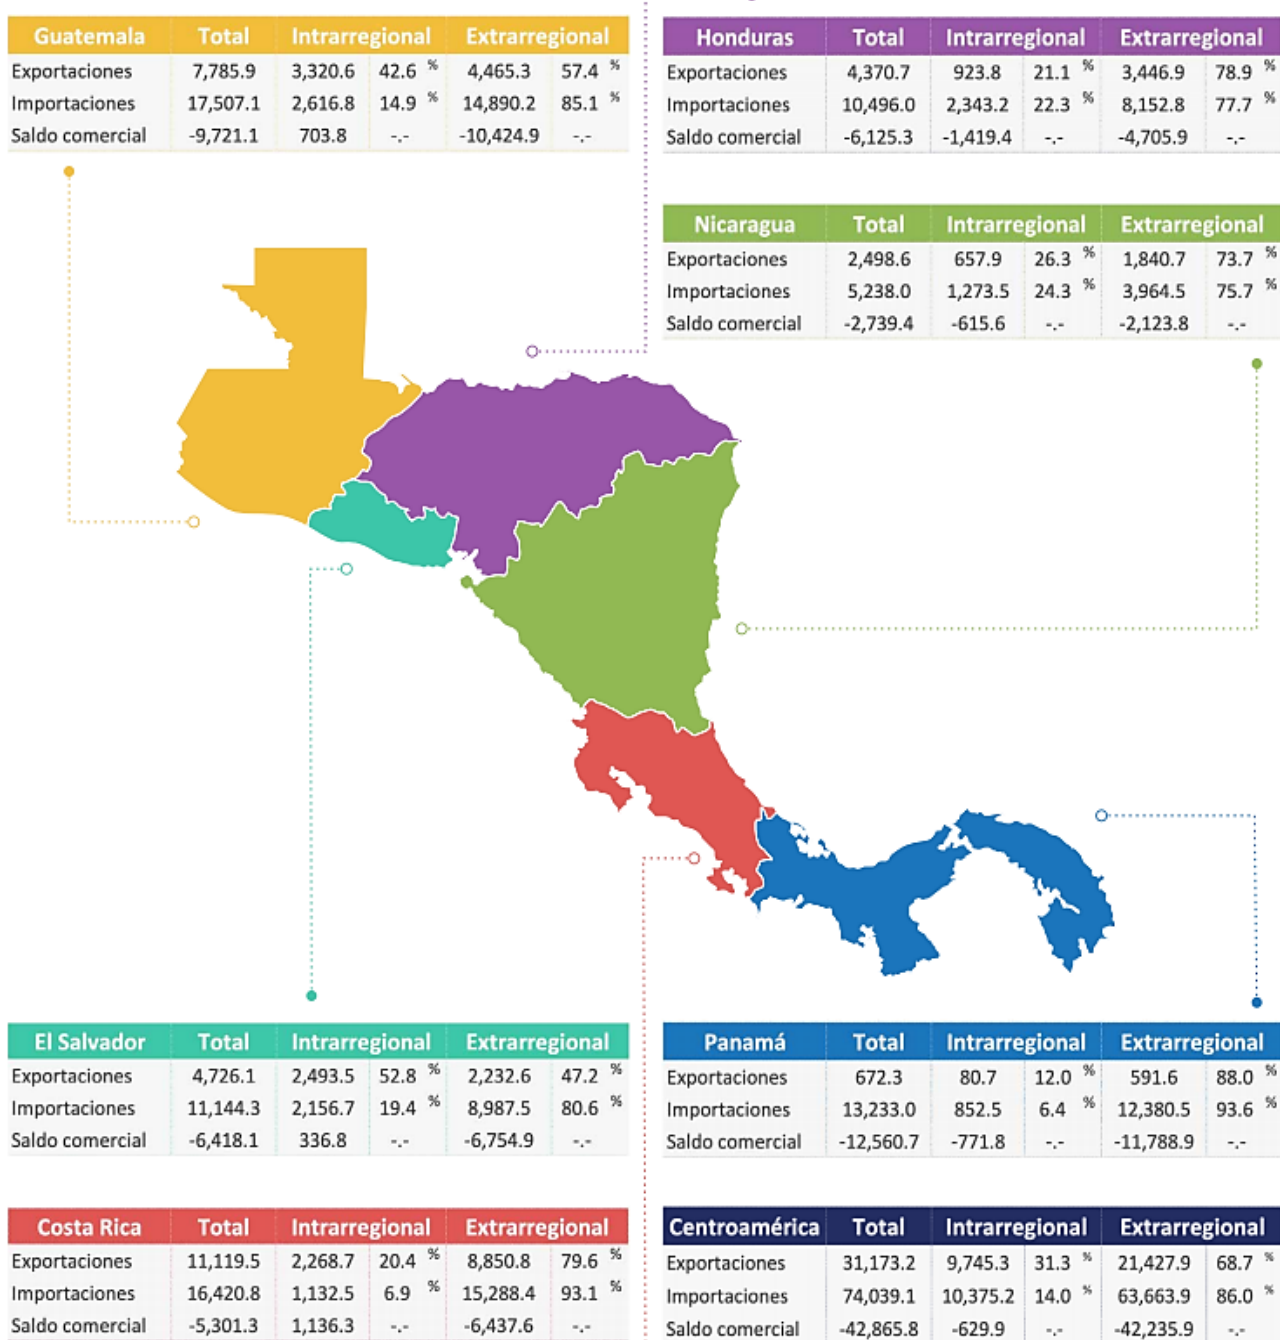 Guatemala Total Intrarregional Extrarregional
Exportaciones 7,785.9 3,320.6 42.6 % 4,465.3 57.4 %
Importaciones 17,507.1 2,616.8 14.9 % 14,890.2 85.1 %
Saldo comercial -9,721.1 703.8 -.- -10,424.9 -.-
Honduras Total Intrarregional Extrarregional
Exportaciones 4,370.7 923.8 21.1 % 3,446.9 78.9 %
Importaciones 10,496.0 2,343.2 22.3 % 8,152.8 77.7 %
Saldo comercial -6,125.3 -1,419.4 -.- -4,705.9 -.-
Nicaragua Total Intrarregional Extrarregional
Exportaciones 2,498.6 657.9 26.3 % 1,840.7 73.7 %
Importaciones 5,238.0 1,273.5 24.3 % 3,964.5 75.7 %
Saldo comercial -2,739.4 -615.6 -.- -2,123.8 -.-
El Salvador Total Intrarregional Extrarregional
Exportaciones 4,726.1 2,493.5 52.8 % 2,232.6 47.2 %
Importaciones 11,144.3 2,156.7 19.4 % 8,987.5 80.6 %
Saldo comercial -6,418.1 336.8 -.- -6,754.9 -.-
Panamá Total Intrarregional Extrarregional
Exportaciones 672.3 80.7 12.0 % 591.6 88.0 %
Importaciones 13,233.0 852.5 6.4 % 12,380.5 93.6 %
Saldo comercial -12,560.7 -771.8 -.- -11,788.9 -.-
Costa Rica Total Intrarregional Extrarregional
Exportaciones 11,119.5 2,268.7 20.4 % 8,850.8 79.6 %
Importaciones 16,420.8 1,132.5 6.9 % 15,288.4 93.1 %
Saldo comercial -5,301.3 1,136.3 -.- -6,437.6 -.-
Centroamérica Total Intrarregional Extrarregional
Exportaciones 31,173.2 9,745.3 31.3 % 21,427.9 68.7 %
Importaciones 74,039.1 10,375.2 14.0 % 63,663.9 86.0 %
Saldo comercial -42,865.8 -629.9 -.- -42,235.9 -.-